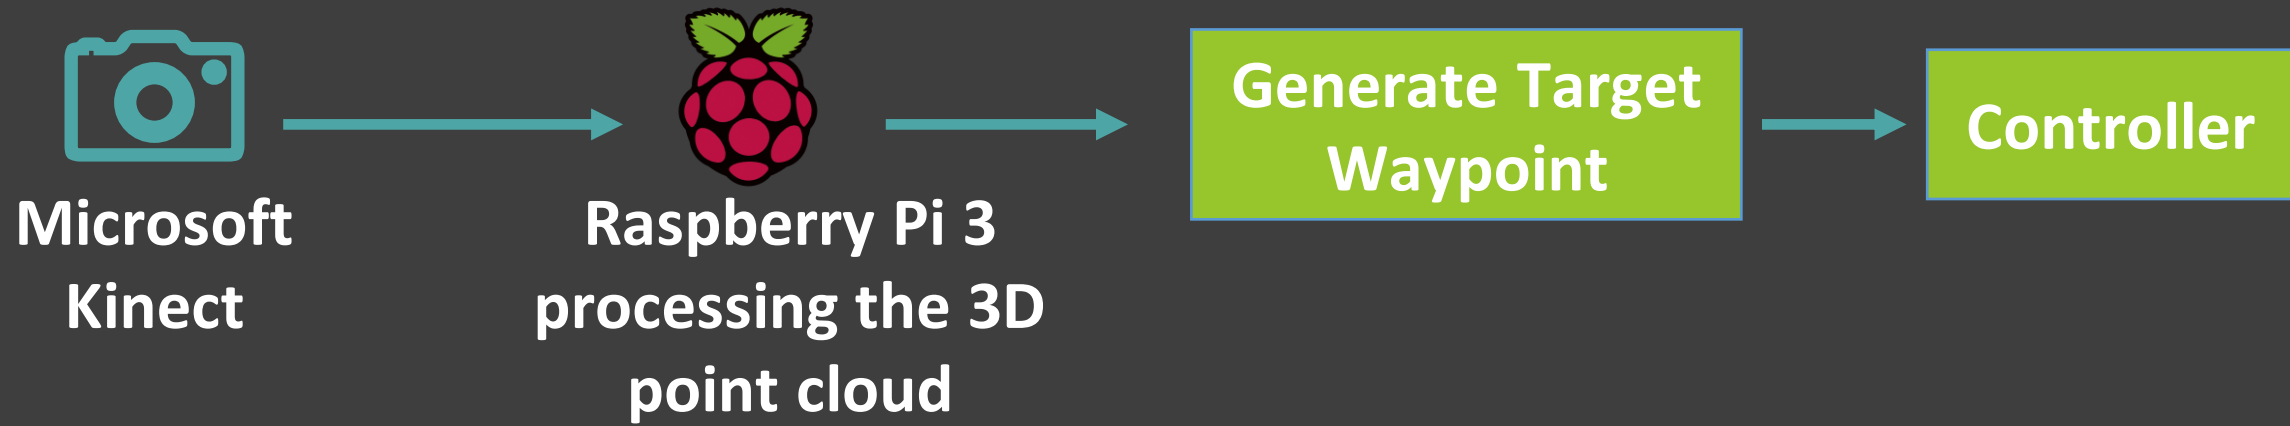 Microsoft
Kinect
Raspberry Pi 3
processing the 3D
point cloud
Generate Target
Waypoint
Controller